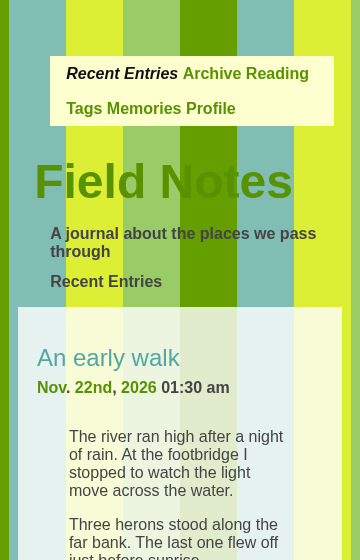 Recent Entries Archive Reading
Tags Memories Profile
Field Notes
A journal about the places we pass
through
Recent Entries
An early walk
Nov. 22nd, 2026 01:30 am
The river ran high after a night
of rain. At the footbridge I
stopped to watch the light
move across the water.
Three herons stood along the
far bank. The last one flew off
just before sunrise.